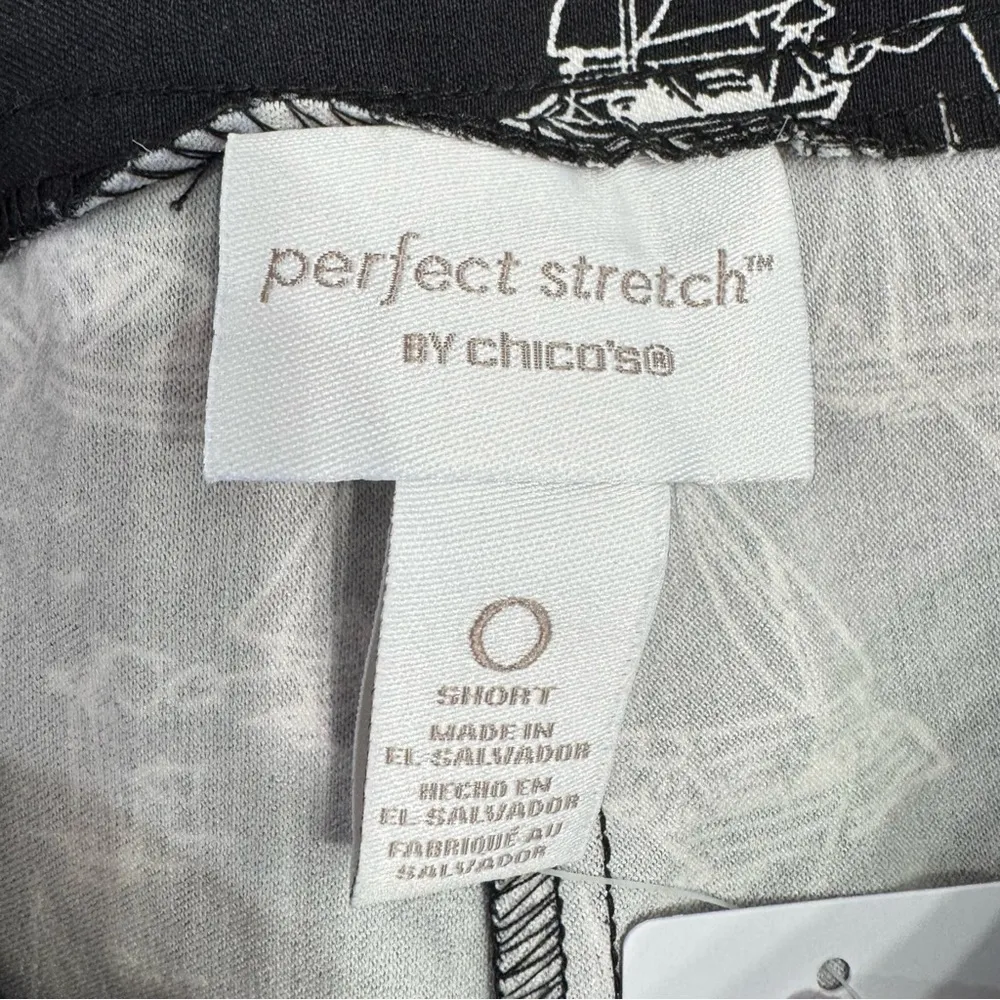 perfect stretch™
BY chico's®
0
SHORT
MADE IN
EL SALVADOR
HECHO EN
EL SALVADOR
FABRIQUÉ AU
SALVADOR